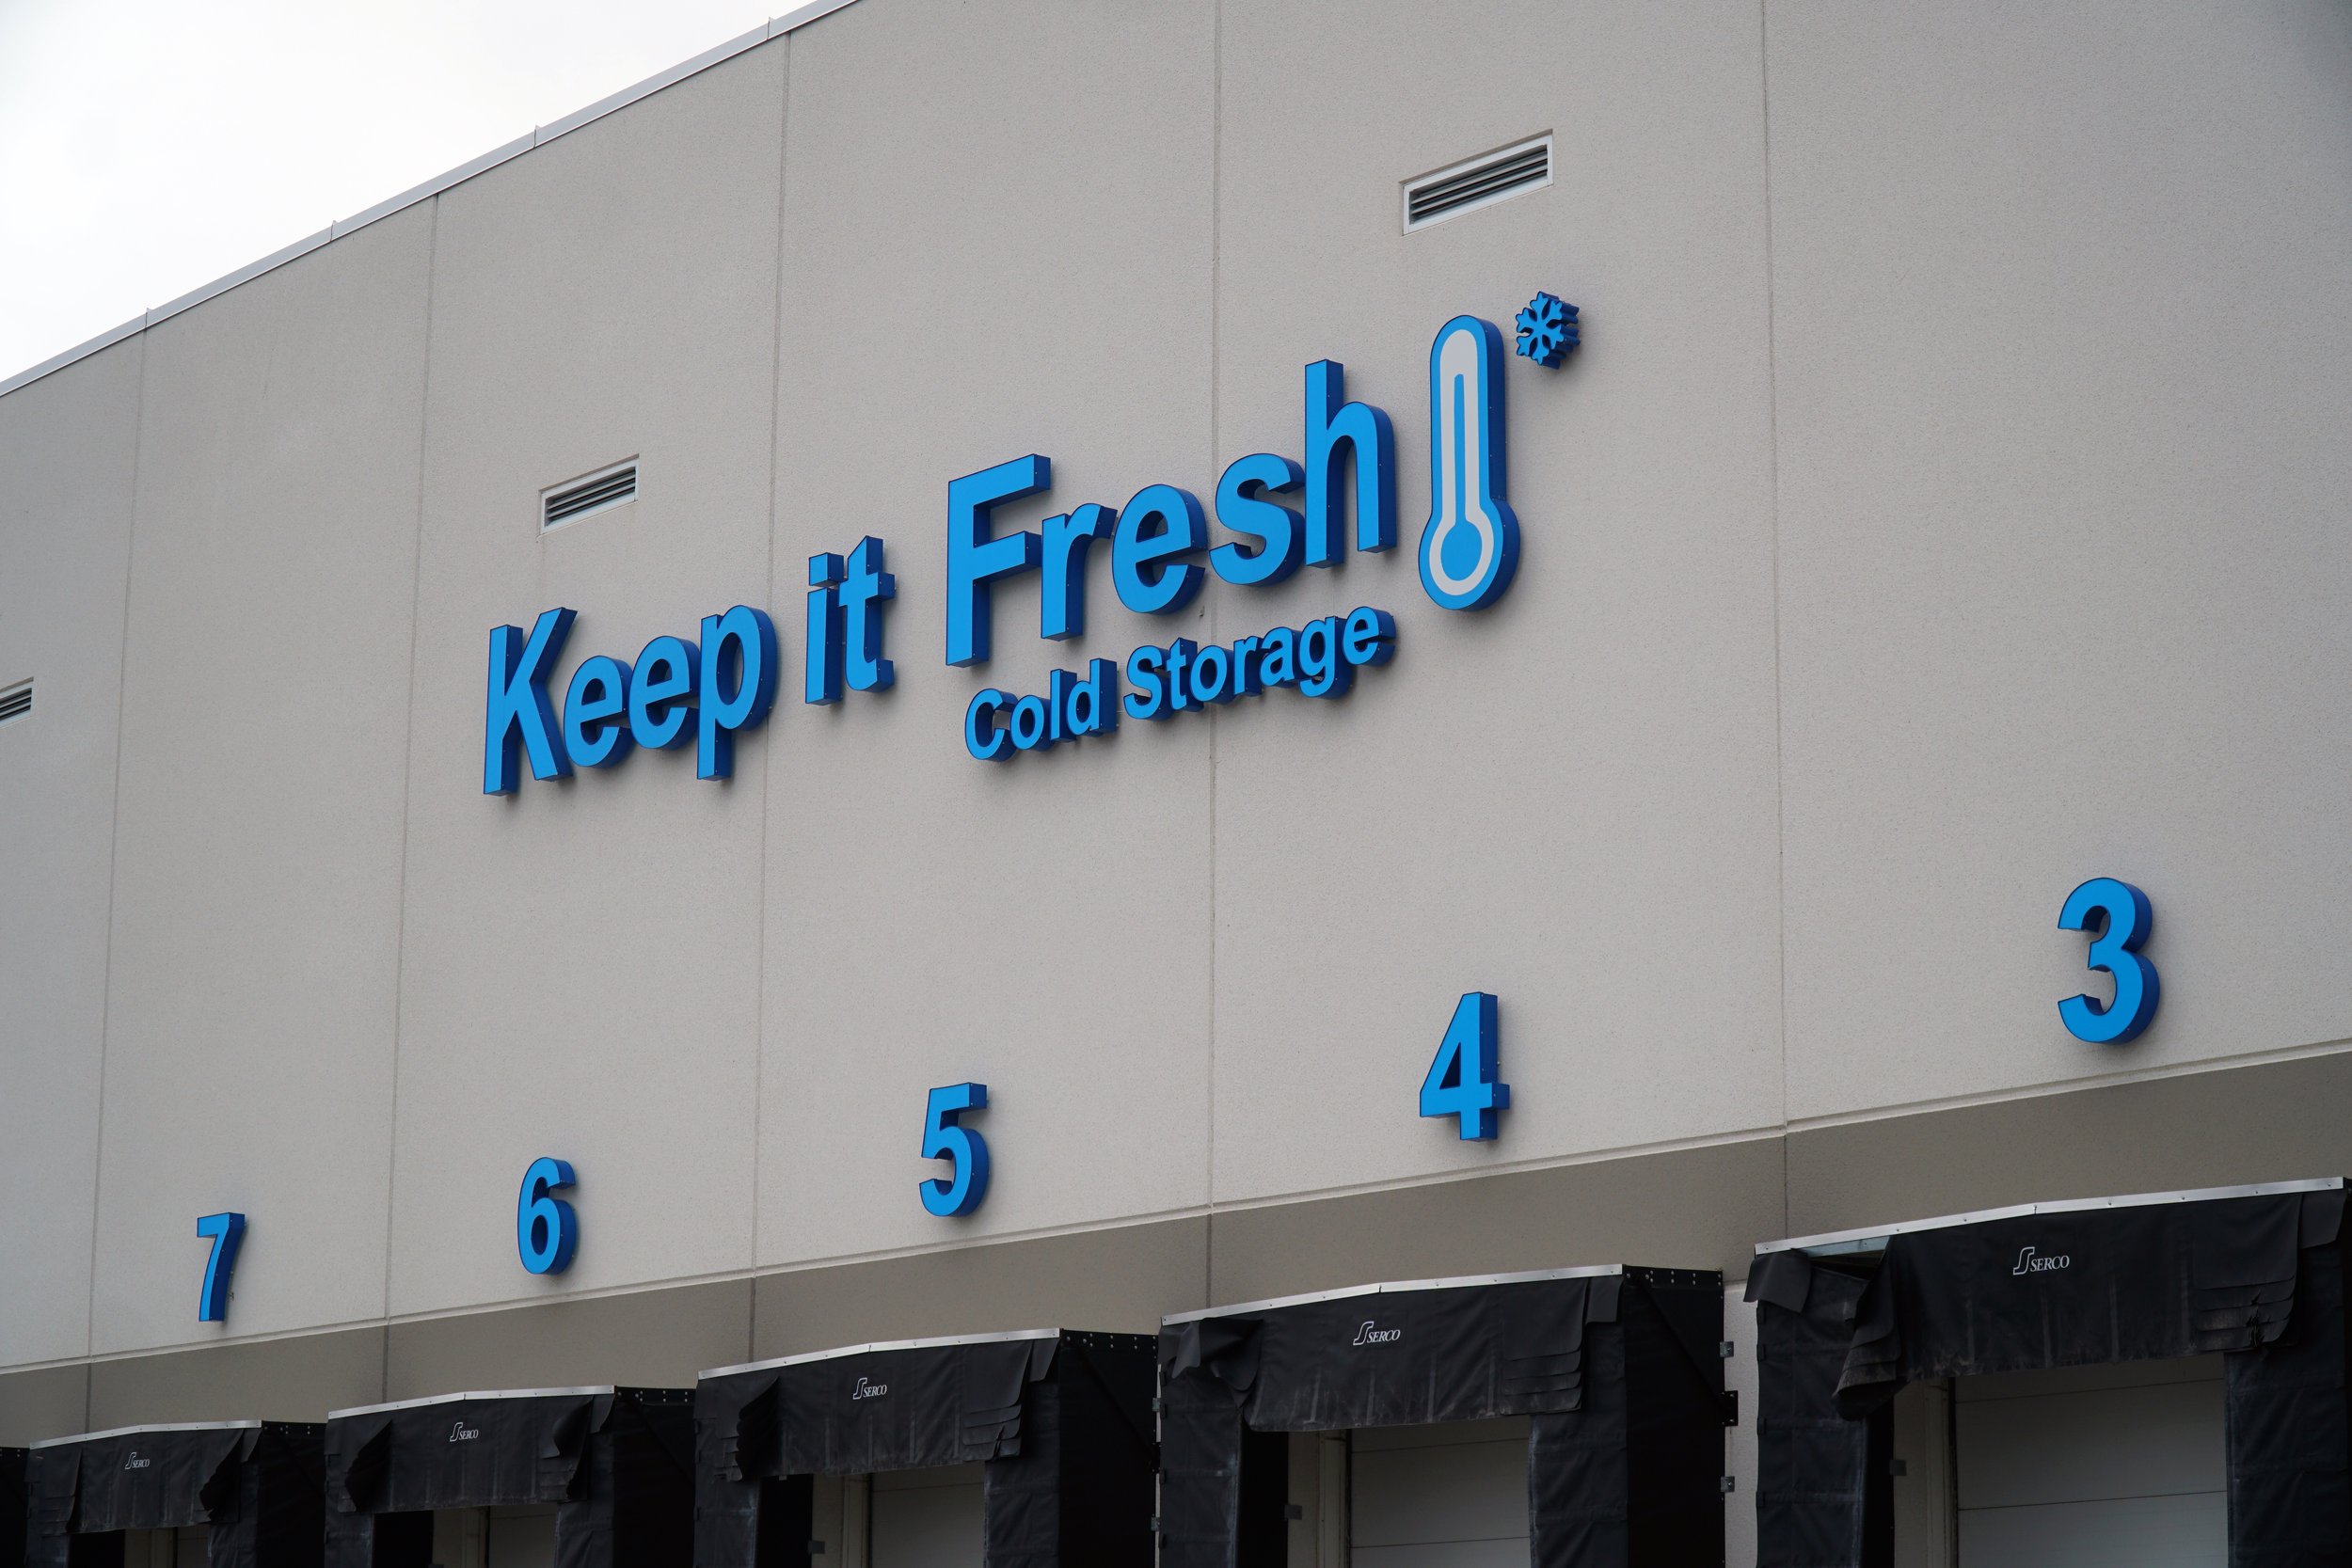 Keep it Fresh
Cold Storage
7 6 5 4 3
SERCO SERCO SERCO SERCO SERCO